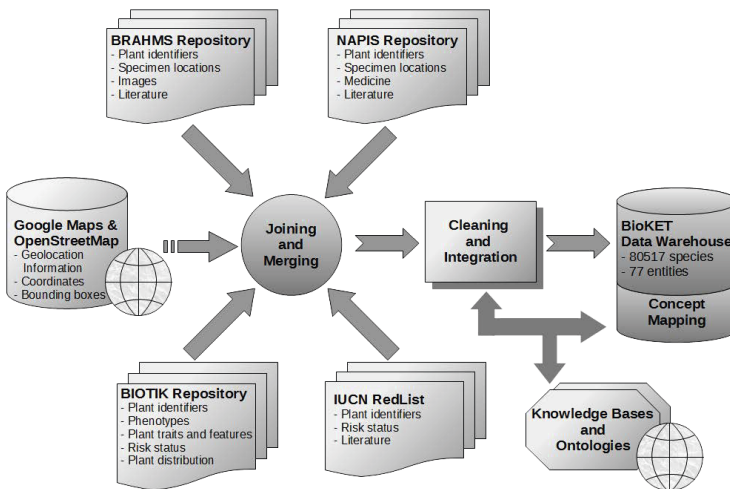 BRAHMS Repository
- Plant identifiers
- Specimen locations
- Images
- Literature
NAPIS Repository
- Plant identifiers
- Specimen locations
- Medicine
- Literature
Google Maps &
OpenStreetMap
- Geolocation
Information
- Coordinates
- Bounding boxes
Joining
and
Merging
Cleaning
and
Integration
BioKET
Data Warehouse
- 80517 species
- 77 entities
Concept
Mapping
BIOTIK Repository
- Plant identifiers
- Phenotypes
- Plant traits and features
- Risk status
- Plant distribution
IUCN RedList
- Plant identifiers
- Risk status
- Literature
Knowledge Bases
and
Ontologies